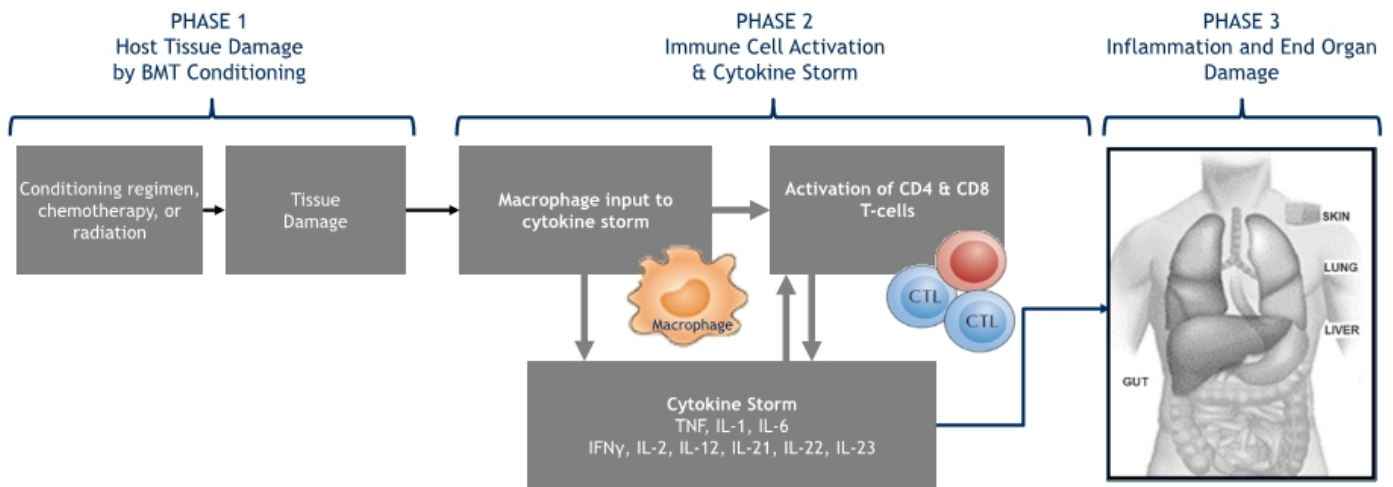 PHASE 1
Host Tissue Damage
by BMT Conditioning
PHASE 2
Immune Cell Activation
& Cytokine Storm
PHASE 3
Inflammation and End Organ
Damage
Conditioning regimen,
chemotherapy, or
radiation
Tissue
Damage
Macrophage input to
cytokine storm
Macrophage
Activation of CD4 & CD8
T-cells
CTL
CTL
Cytokine Storm
TNF, IL-1, IL-6
IFNγ, IL-2, IL-12, IL-21, IL-22, IL-23
SKIN
LUNG
LIVER
GUT